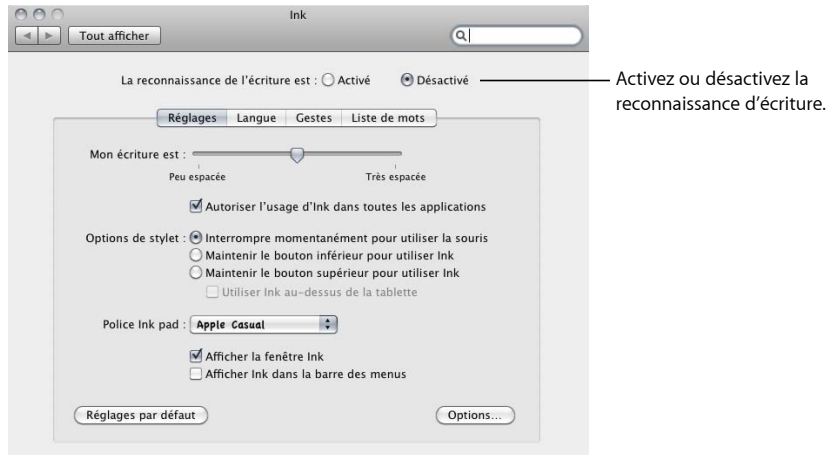 Ink
Tout afficher
La reconnaissance de l'écriture est : Activé Désactivé
Activez ou désactivez la
reconnaissance d'écriture.
Réglages Langue Gestes Liste de mots
Mon écriture est :
Peu espacée Très espacée
Autoriser l'usage d'Ink dans toutes les applications
Options de stylet : Interrompre momentanément pour utiliser la souris
Maintenir le bouton inférieur pour utiliser Ink
Maintenir le bouton supérieur pour utiliser Ink
Utiliser Ink au-dessus de la tablette
Police Ink pad : Apple Casual
Afficher la fenêtre Ink
Afficher Ink dans la barre des menus
Réglages par défaut Options...